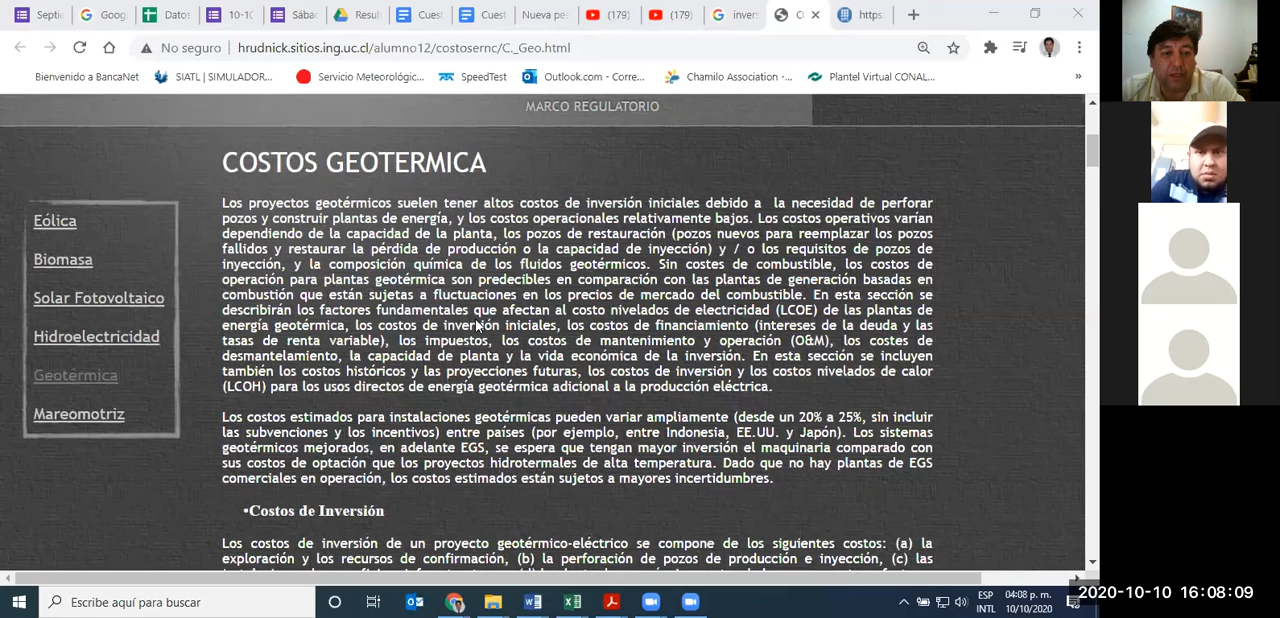 Septie
Goog
Datos
10-10
Sába
Resul
Cuest
Cuest
Nueva pe
(179)
(179)
inver
C
https
No seguro
hrudnick.sitios.ing.uc.cl/alumno12/costosernc/C._Geo.html
Bienvenido a BancaNet
SIATL | SIMULADOR...
Servicio Meteorológic...
SpeedTest
Outlook.com - Corre...
Chamilo Association -...
Plantel Virtual CONAL...
»
MARCO REGULATORIO
COSTOS GEOTERMICA
Eólica
Biomasa
Solar Fotovoltaico
Hidroelectricidad
Geotérmica
Mareomotriz
Los proyectos geotérmicos suelen tener altos costos de inversión iniciales debido a la necesidad de perforar
pozos y construir plantas de energía, y los costos operacionales relativamente bajos. Los costos operativos varían
dependiendo de la capacidad de la planta, los pozos de restauración (pozos nuevos para reemplazar los pozos
fallidos y restaurar la pérdida de producción o la capacidad de inyección) y / o los requisitos de pozos de
inyección, y la composición química de los fluidos geotérmicos. Sin costes de combustible, los costos de
operación para plantas geotérmica son predecibles en comparación con las plantas de generación basadas en
combustión que están sujetas a fluctuaciones en los precios de mercado del combustible. En esta sección se
describirán los factores fundamentales que afectan al costo nivelados de electricidad (LCOE) de las plantas de
energía geotérmica, los costos de inversión iniciales, los costos de financiamiento (intereses de la deuda y las
tasas de renta variable), los impuestos, los costos de mantenimiento y operación (O&M), los costes de
desmantelamiento, la capacidad de planta y la vida económica de la inversión. En esta sección se incluyen
también los costos históricos y las proyecciones futuras, los costos de inversión y los costos nivelados de calor
(LCOH) para los usos directos de energía geotérmica adicional a la producción eléctrica.
Los costos estimados para instalaciones geotérmicas pueden variar ampliamente (desde un 20% a 25%, sin incluir
las subvenciones y los incentivos) entre países (por ejemplo, entre Indonesia, EE.UU. y Japón). Los sistemas
geotérmicos mejorados, en adelante EGS, se espera que tengan mayor inversión el maquinaria comparado con
sus costos de optación que los proyectos hidrotermales de alta temperatura. Dado que no hay plantas de EGS
comerciales en operación, los costos estimados están sujetos a mayores incertidumbres.
•Costos de Inversión
Los costos de inversión de un proyecto geotérmico-eléctrico se compone de los siguientes costos: (a) la
exploración y los recursos de confirmación, (b) la perforación de pozos de producción e inyección, (c) las
Escribe aquí para buscar
ESP
INTL
04:08 p. m.
10/10/2020
2020-10-10 16:08:09